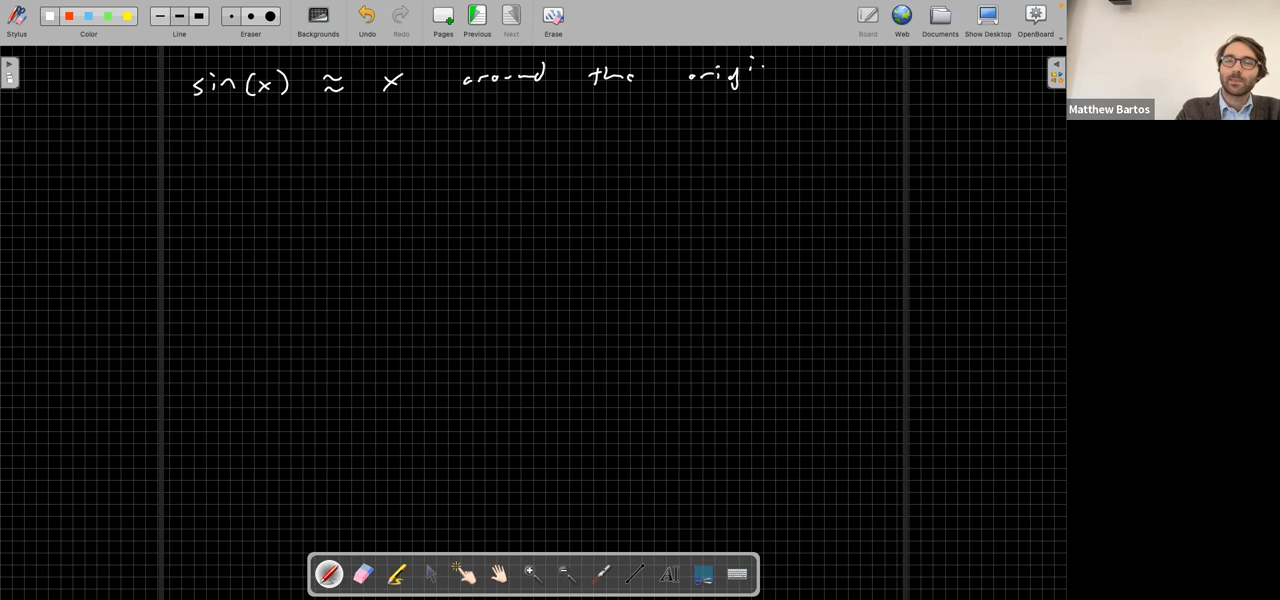 Stylus
Color
Line
Eraser
Backgrounds
Undo
Redo
Pages
Previous
Next
Erase
Board
Web
Documents
Show Desktop
OpenBoard
sin(x) ≈ x around the origi
Matthew Bartos
AI